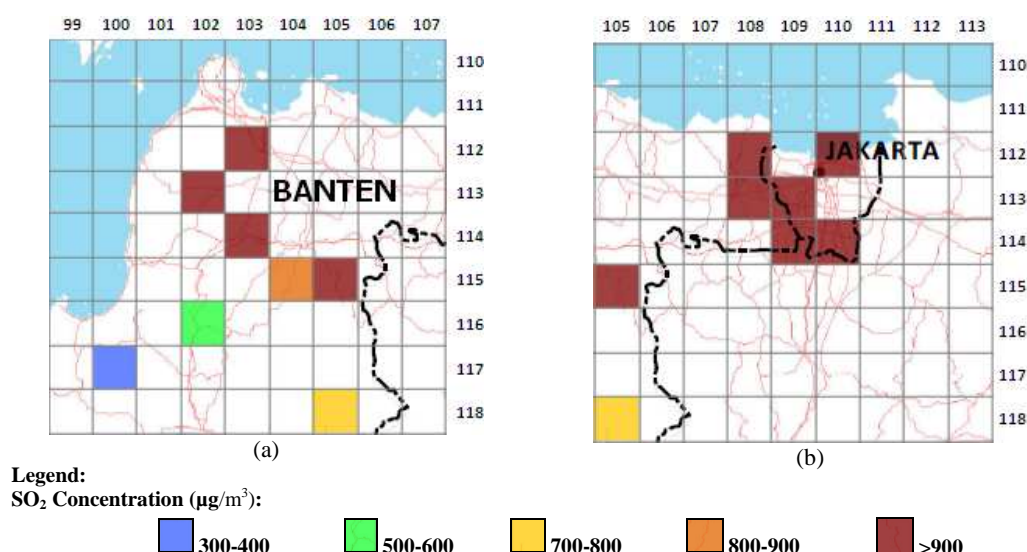 99 100 102 103 104 105 106 107
110
111
112
113
114
115
116
117
118
BANTEN
(a)
105 106 107 108 109 110 111 112 113
110
111
112
113
114
115
116
117
118
JAKARTA
(b)
Legend:
SO₂ Concentration (µg/m³):
300-400 500-600 700-800 800-900 >900